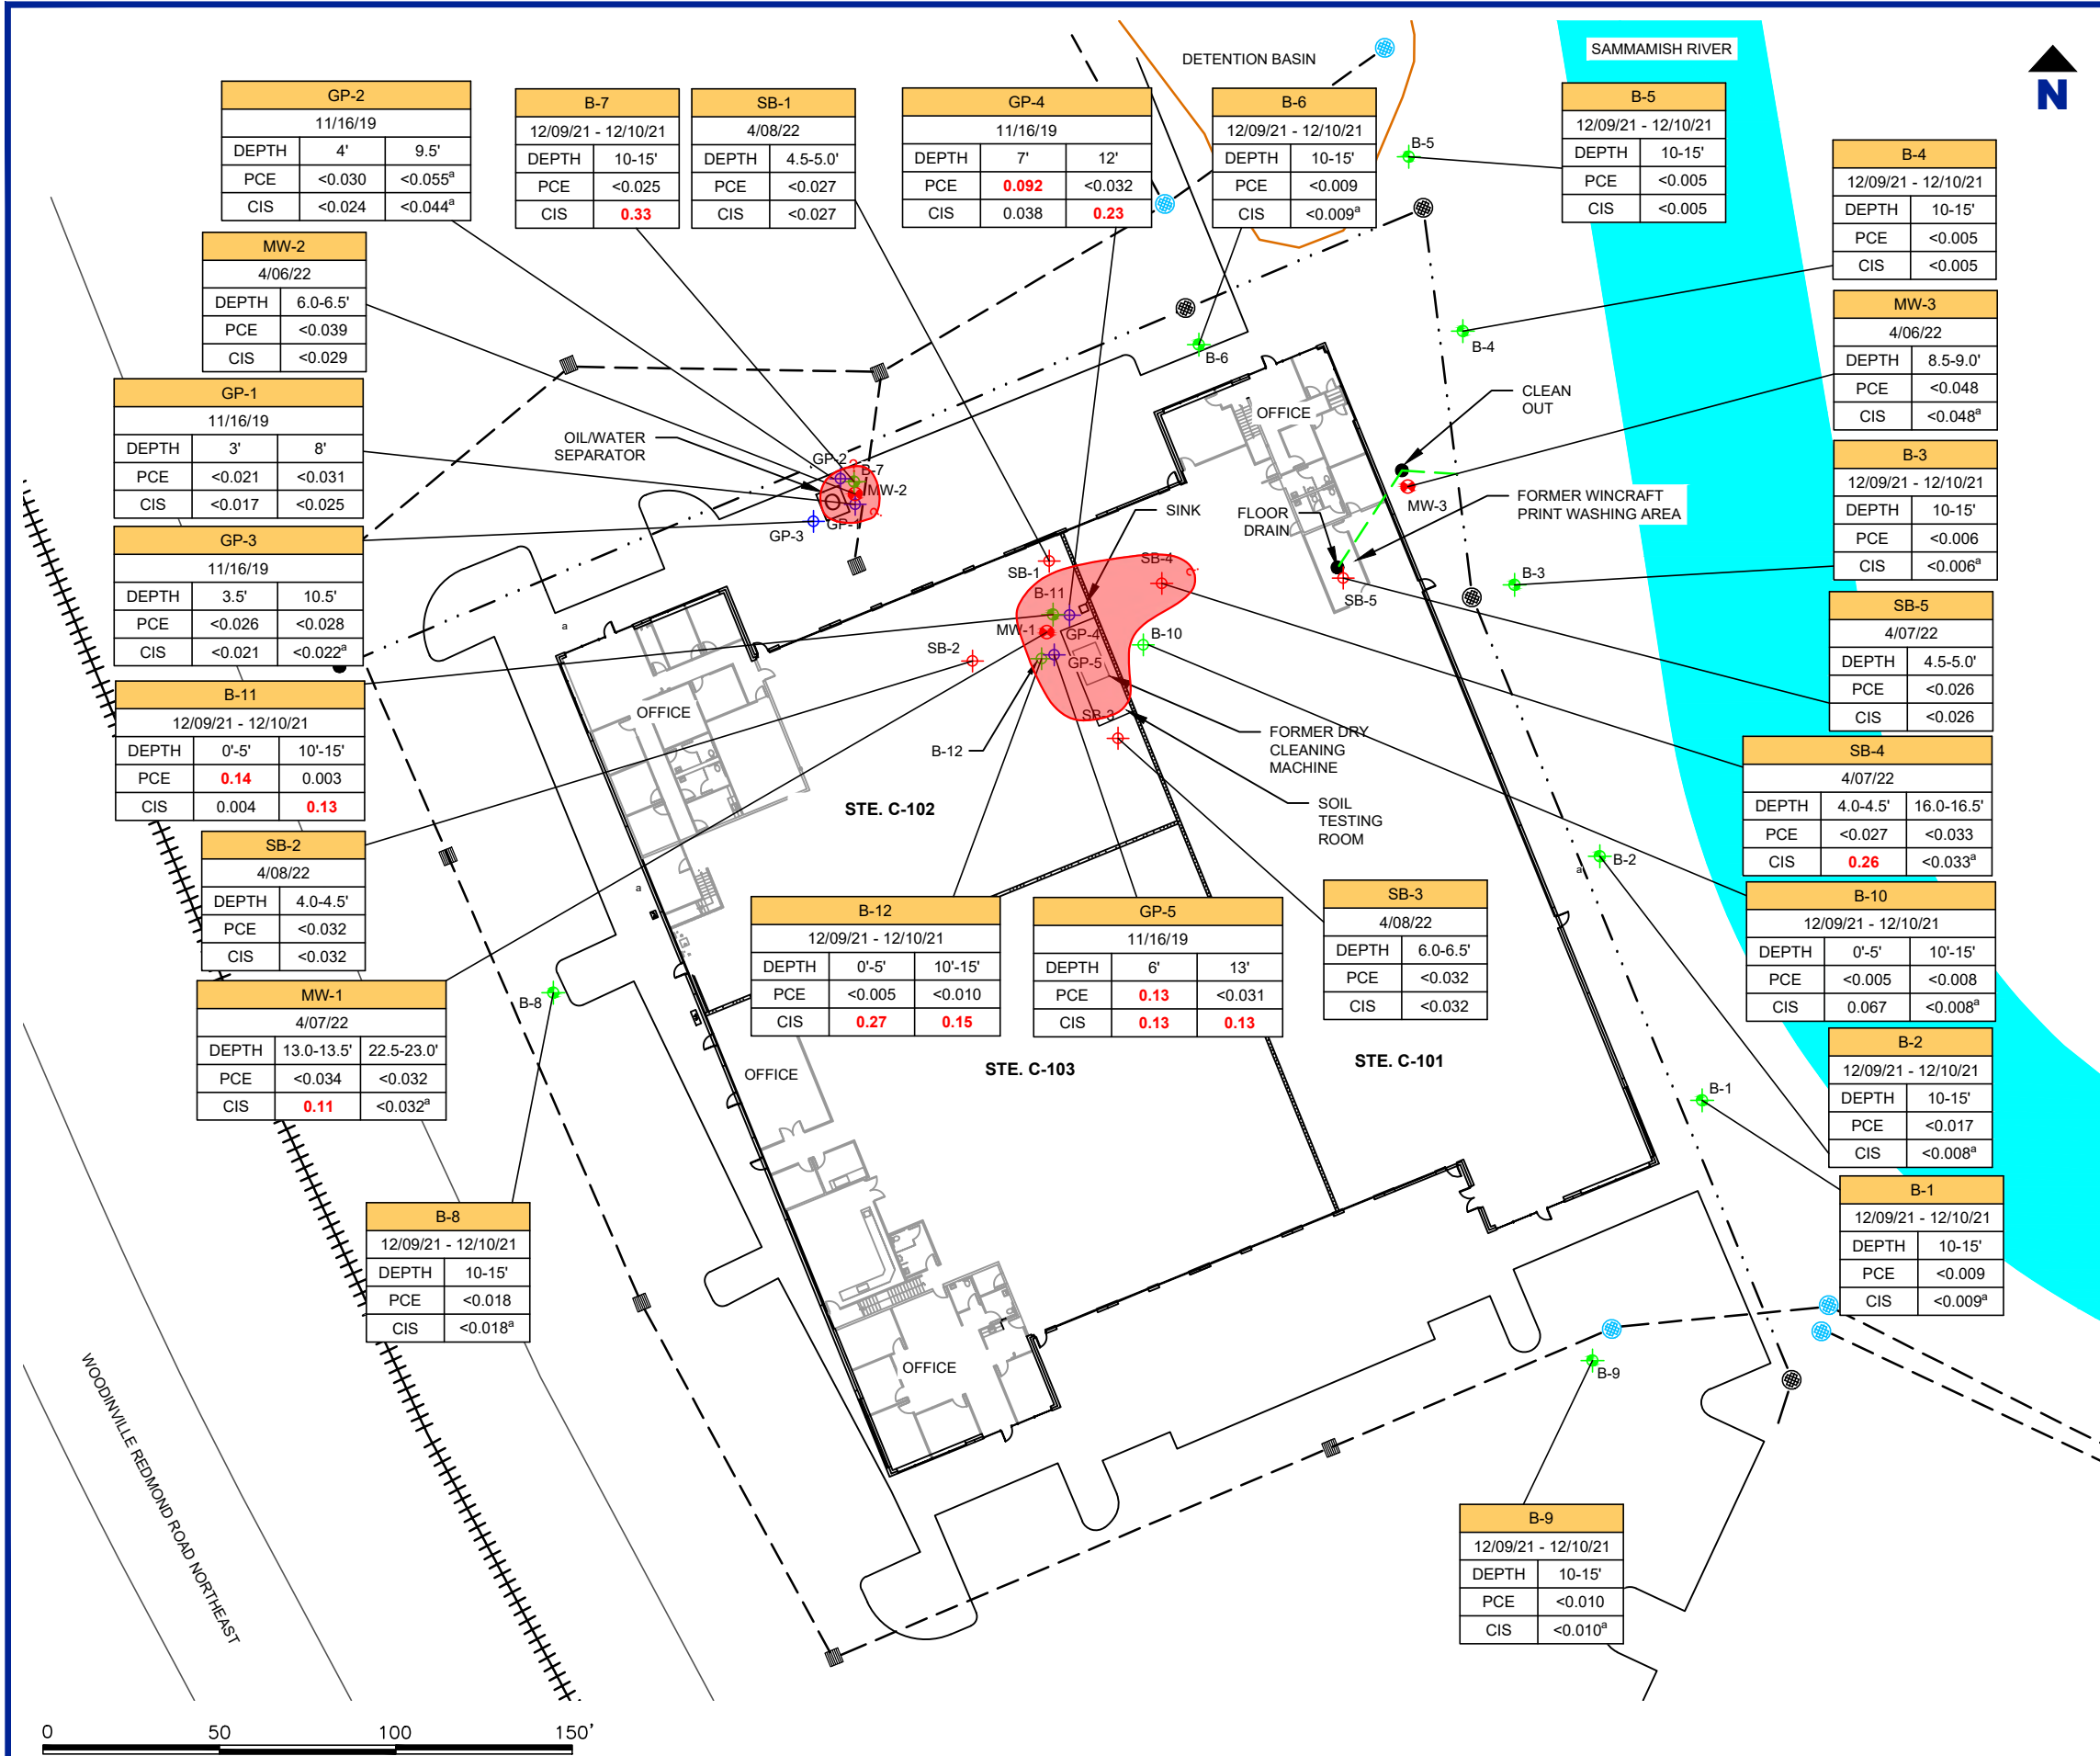 DETENTION BASIN
SAMMAMISH RIVER
N
GP-2
11/16/19
DEPTH 4' 9.5'
PCE <0.030 <0.055a
CIS <0.024 <0.044a
B-7
12/09/21 - 12/10/21
DEPTH 10-15'
PCE <0.025
CIS 0.33
SB-1
4/08/22
DEPTH 4.5-5.0'
PCE <0.027
CIS <0.027
GP-4
11/16/19
DEPTH 7' 12'
PCE 0.092 <0.032
CIS 0.038 0.23
B-6
12/09/21 - 12/10/21
DEPTH 10-15'
PCE <0.009
CIS <0.009a
B-5
12/09/21 - 12/10/21
DEPTH 10-15'
PCE <0.005
CIS <0.005
B-4
12/09/21 - 12/10/21
DEPTH 10-15'
PCE <0.005
CIS <0.005
MW-2
4/06/22
DEPTH 6.0-6.5'
PCE <0.039
CIS <0.029
MW-3
4/06/22
DEPTH 8.5-9.0'
PCE <0.048
CIS <0.048a
GP-1
11/16/19
DEPTH 3' 8'
PCE <0.021 <0.031
CIS <0.017 <0.025
B-3
12/09/21 - 12/10/21
DEPTH 10-15'
PCE <0.006
CIS <0.006a
GP-3
11/16/19
DEPTH 3.5' 10.5'
PCE <0.026 <0.028
CIS <0.021 <0.022a
SB-5
4/07/22
DEPTH 4.5-5.0'
PCE <0.026
CIS <0.026
B-11
12/09/21 - 12/10/21
DEPTH 0'-5' 10'-15'
PCE 0.14 0.003
CIS 0.004 0.13
SB-4
4/07/22
DEPTH 4.0-4.5' 16.0-16.5'
PCE <0.027 <0.033
CIS 0.26 <0.033a
SB-2
4/08/22
DEPTH 4.0-4.5'
PCE <0.032
CIS <0.032
B-12
12/09/21 - 12/10/21
DEPTH 0'-5' 10'-15'
PCE <0.005 <0.010
CIS 0.27 0.15
GP-5
11/16/19
DEPTH 6' 13'
PCE 0.13 <0.031
CIS 0.13 0.13
SB-3
4/08/22
DEPTH 6.0-6.5'
PCE <0.032
CIS <0.032
B-10
12/09/21 - 12/10/21
DEPTH 0'-5' 10'-15'
PCE <0.005 <0.008
CIS 0.067 <0.008a
MW-1
4/07/22
DEPTH 13.0-13.5' 22.5-23.0'
PCE <0.034 <0.032
CIS 0.11 <0.032a
B-2
12/09/21 - 12/10/21
DEPTH 10-15'
PCE <0.017
CIS <0.008a
B-8
12/09/21 - 12/10/21
DEPTH 10-15'
PCE <0.018
CIS <0.018a
B-1
12/09/21 - 12/10/21
DEPTH 10-15'
PCE <0.009
CIS <0.009a
B-9
12/09/21 - 12/10/21
DEPTH 10-15'
PCE <0.010
CIS <0.010a
B-5
B-4
B-6
CLEAN
OUT
OFFICE
OIL/WATER
SEPARATOR
GP-2
?
B-7
MW-2
?
GP-1
GP-3
SINK
FLOOR
DRAIN
MW-3
FORMER WINCRAFT
PRINT WASHING AREA
SB-1
SB-4
?
SB-5
B-3
B-11
MW-1
GP-4
B-10
SB-2
GP-5
a
OFFICE
SB-3
B-12
FORMER DRY
CLEANING
MACHINE
STE. C-102
SOIL
TESTING
ROOM
B-2
a
a
B-8
STE. C-103
STE. C-101
OFFICE
B-1
OFFICE
B-9
WOODINVILLE REDMOND ROAD NORTHEAST
0 50 100 150'